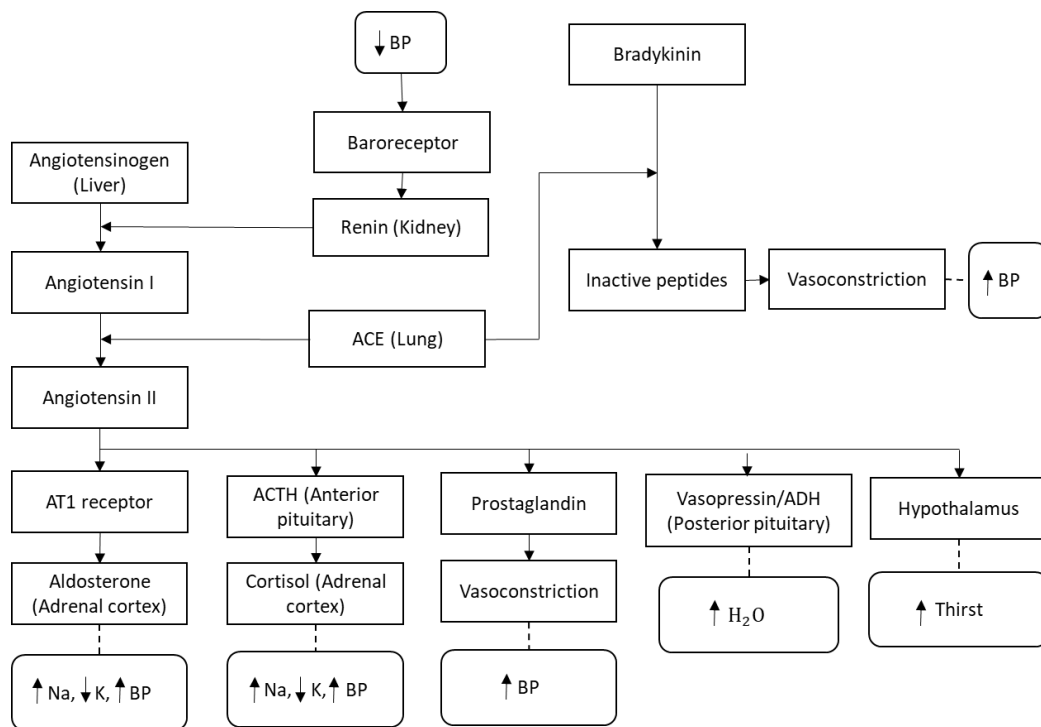 ↓ BP
Bradykinin
Baroreceptor
Angiotensinogen
(Liver)
Renin (Kidney)
Angiotensin I
Inactive peptides
Vasoconstriction
↑ BP
ACE (Lung)
Angiotensin II
AT1 receptor
ACTH (Anterior
pituitary)
Prostaglandin
Vasopressin/ADH
(Posterior pituitary)
Hypothalamus
Aldosterone
(Adrenal cortex)
Cortisol (Adrenal
cortex)
Vasoconstriction
↑ H₂O
↑ Thirst
↑ Na, ↓ K, ↑ BP
↑ Na, ↓ K, ↑ BP
↑ BP